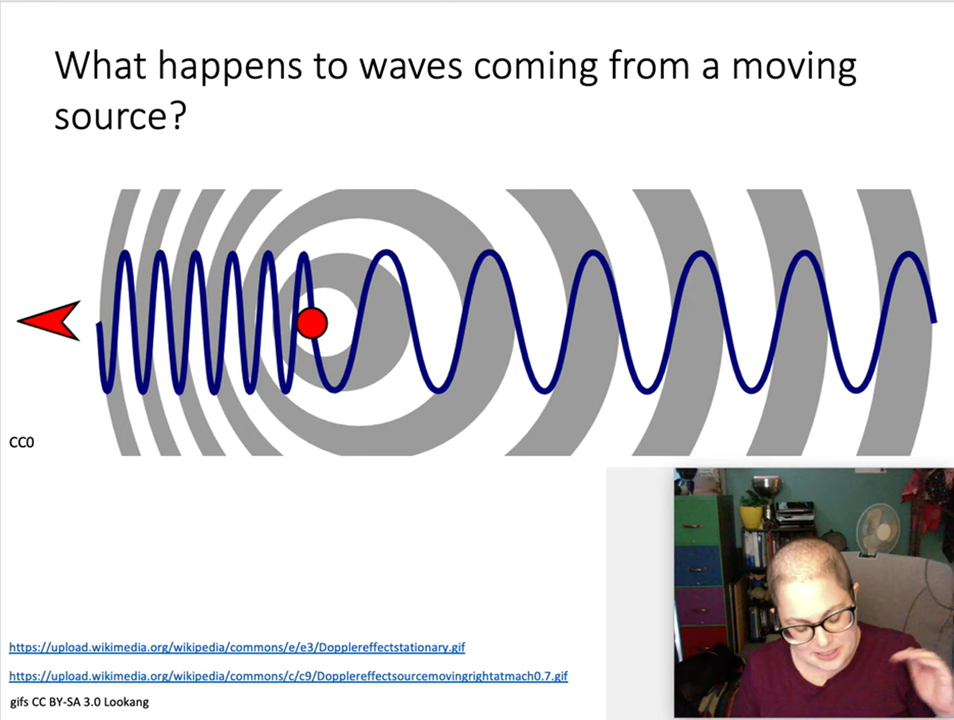 What happens to waves coming from a moving
source?
CC0
https://upload.wikimedia.org/wikipedia/commons/e/e3/Dopplereffectstationary.gif
https://upload.wikimedia.org/wikipedia/commons/c/c9/Dopplereffectsourcemovingrightatmach0.7.gif
gifs CC BY-SA 3.0 Lookang